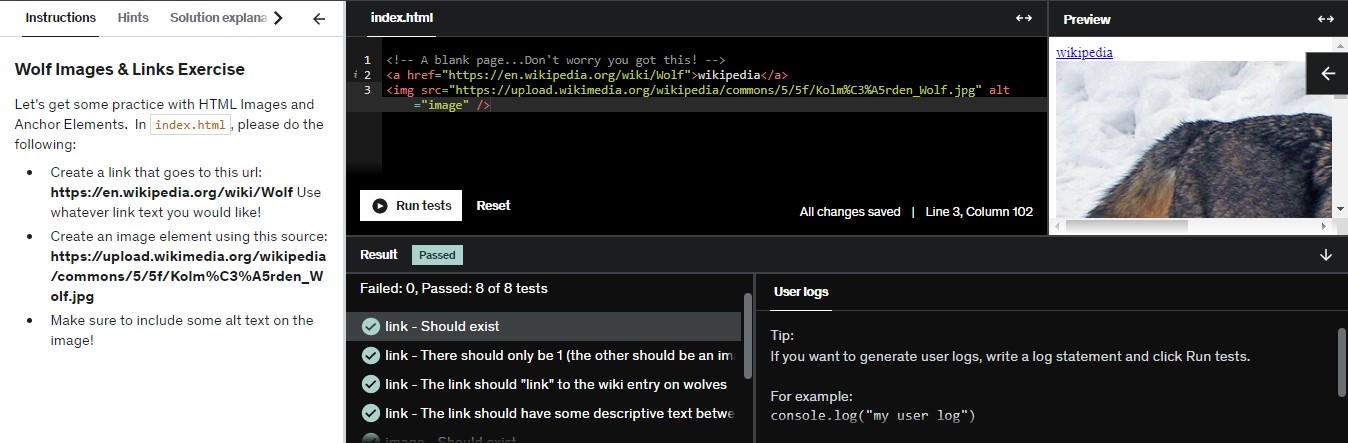 Instructions
Hints
Solution explana
Wolf Images & Links Exercise
Let's get some practice with HTML Images and
Anchor Elements. In index.html, please do the
following:
Create a link that goes to this url:
https://en.wikipedia.org/wiki/Wolf Use
whatever link text you would like!
Create an image element using this source:
https://upload.wikimedia.org/wikipedia
/commons/5/5f/Kolm%C3%A5rden_W
olf.jpg
Make sure to include some alt text on the
image!
index.html
1 <!-- A blank page...Don't worry you got this! -->
i 2 <a href="https://en.wikipedia.org/wiki/Wolf">wikipedia</a>
3 <img src="https://upload.wikimedia.org/wikipedia/commons/5/5f/Kolm%C3%A5rden_Wolf.jpg" alt
="image" />
Run tests
Reset
All changes saved | Line 3, Column 102
Preview
wikipedia
Result
Passed
Failed: 0, Passed: 8 of 8 tests
link - Should exist
link - There should only be 1 (the other should be an im
link - The link should "link" to the wiki entry on wolves
link - The link should have some descriptive text betwe
image - Should exist
User logs
Tip:
If you want to generate user logs, write a log statement and click Run tests.
For example:
console.log("my user log")